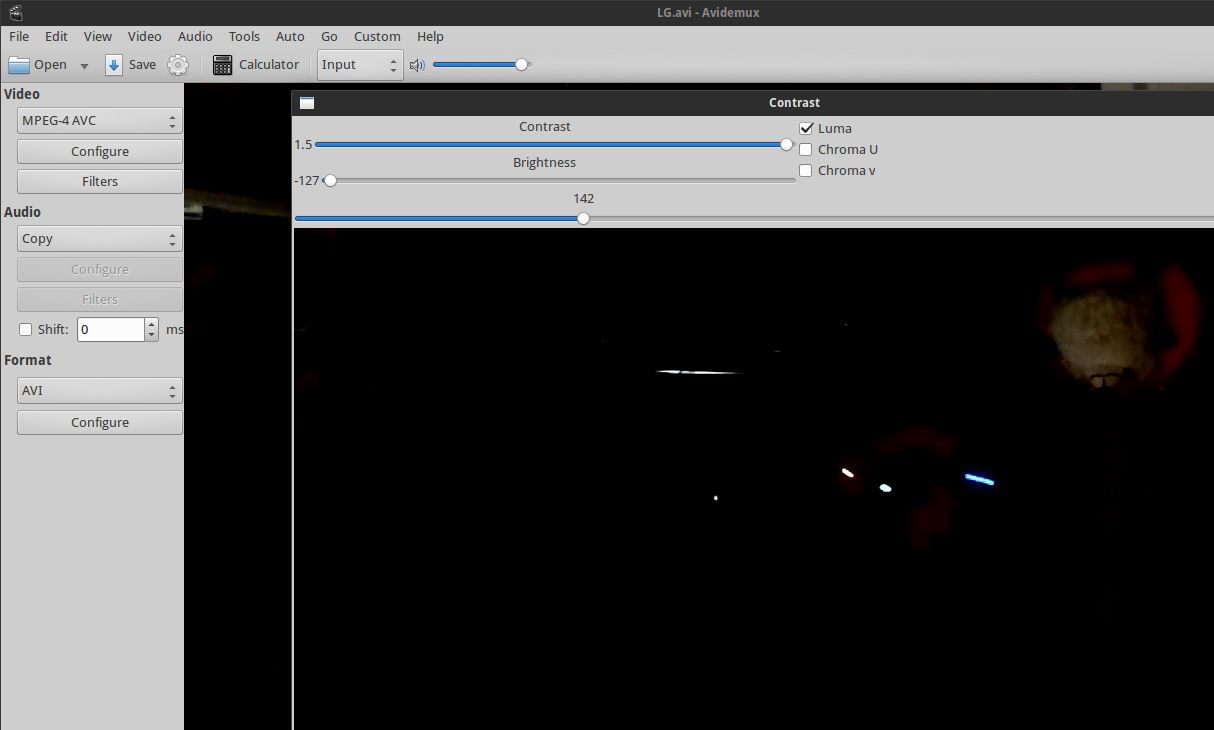 LG.avi - Avidemux
File Edit View Video Audio Tools Auto Go Custom Help
Open Save Calculator Input
Video
MPEG-4 AVC
Configure
Filters
Audio
Copy
Configure
Filters
Shift: 0 ms
Format
AVI
Configure
Contrast
Contrast
1.5
Brightness
-127
142
Luma
Chroma U
Chroma v